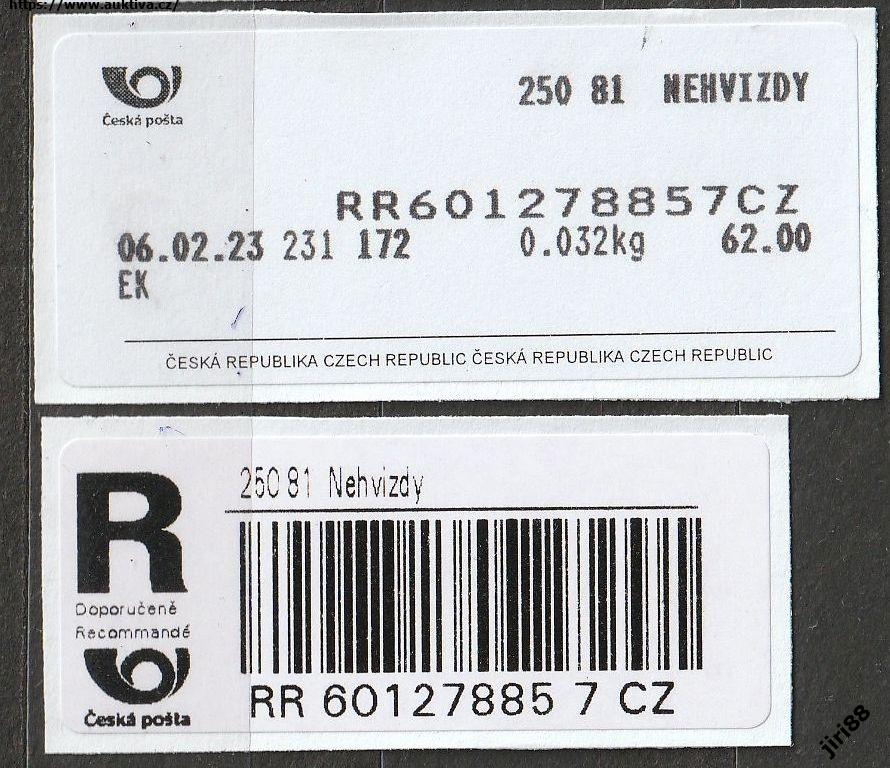 https://www.auktiva.cz/
Česká pošta
250 81 NEHVIZDY
RR601278857CZ
06.02.23 231 172 0.032kg 62.00
EK
ČESKÁ REPUBLIKA CZECH REPUBLIC ČESKÁ REPUBLIKA CZECH REPUBLIC
R
250 81 Nehvizdy
Doporučeně
Recommandé
Česká pošta
RR 60127885 7 CZ
jiri88